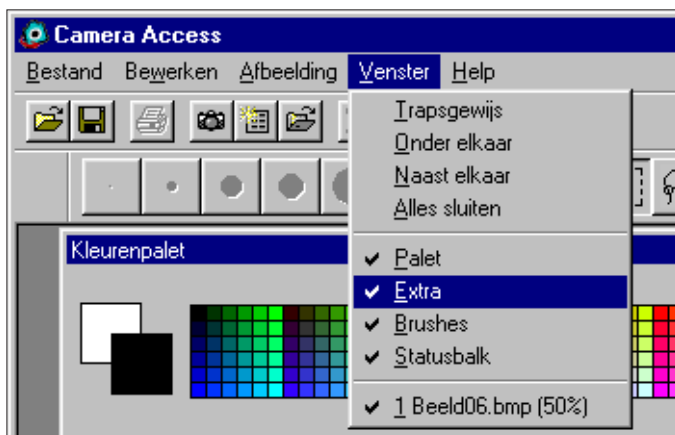 Camera Access
Bestand Bewerken Afbeelding Venster Help
Trapsgewijs
Onder elkaar
Naast elkaar
Alles sluiten
Kleurenpalet
Palet
Extra
Brushes
Statusbalk
1 Beeld06.bmp (50%)